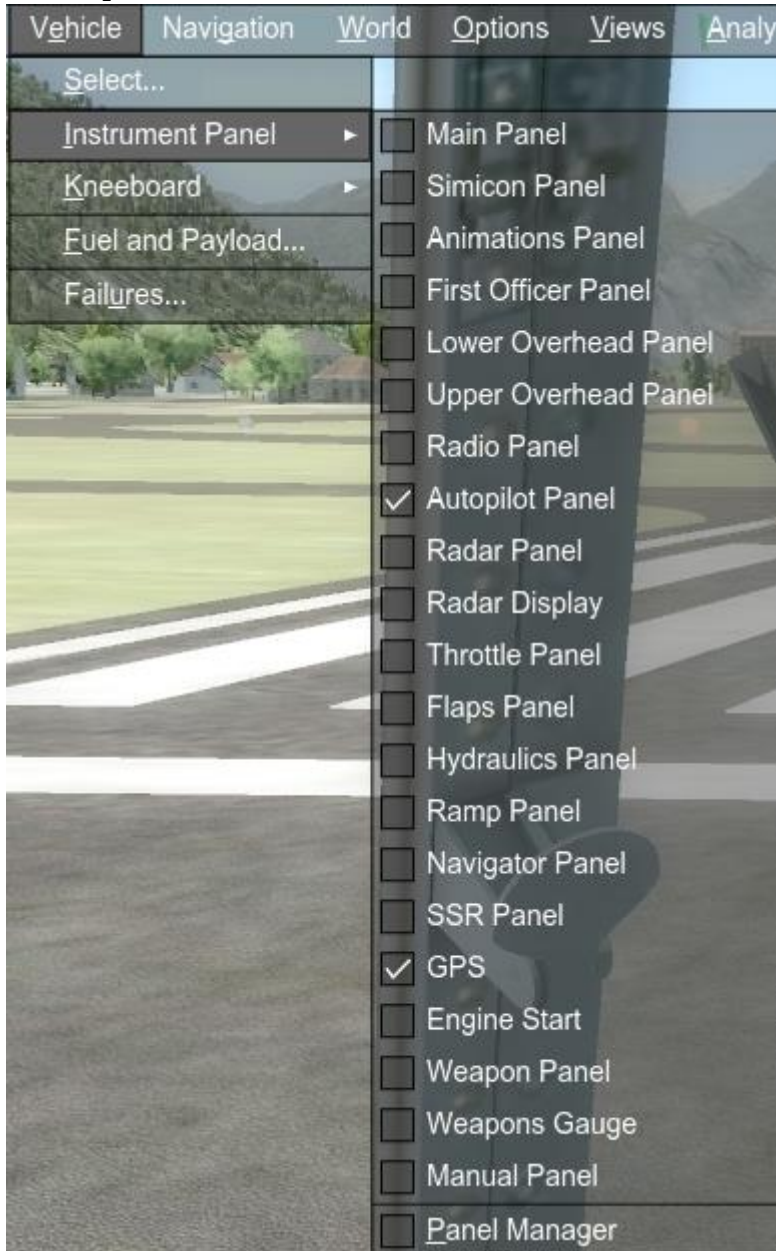 Vehicle Navigation World Options Views Analy
Select...
Instrument Panel
Kneeboard
Fuel and Payload...
Failures...
Main Panel
Simicon Panel
Animations Panel
First Officer Panel
Lower Overhead Panel
Upper Overhead Panel
Radio Panel
Autopilot Panel
Radar Panel
Radar Display
Throttle Panel
Flaps Panel
Hydraulics Panel
Ramp Panel
Navigator Panel
SSR Panel
GPS
Engine Start
Weapon Panel
Weapons Gauge
Manual Panel
Panel Manager